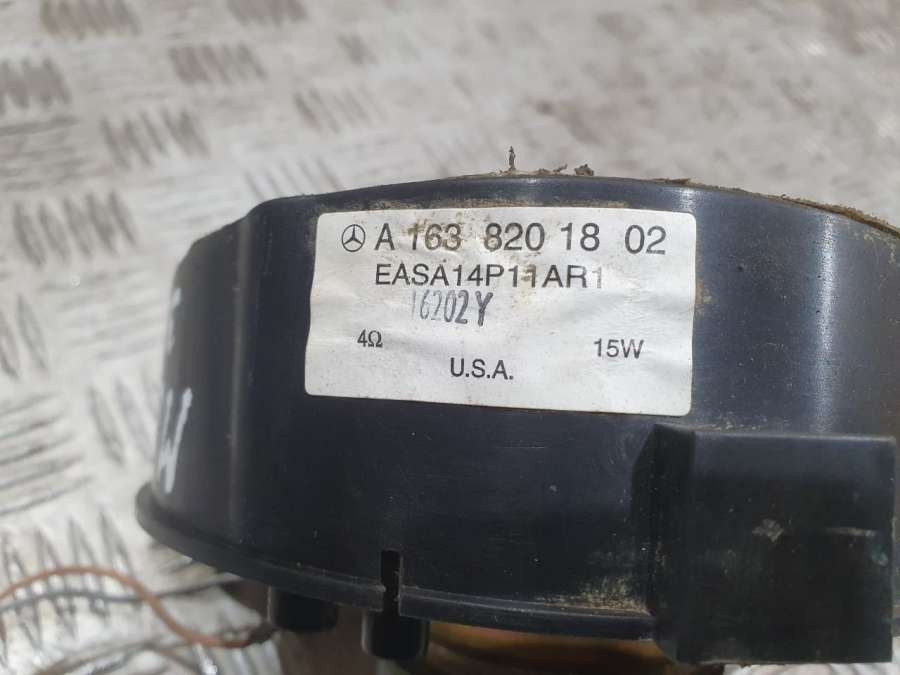 A 163 820 18 02
EASA14P11AR1
16202Y
4Ω 15W
U.S.A.